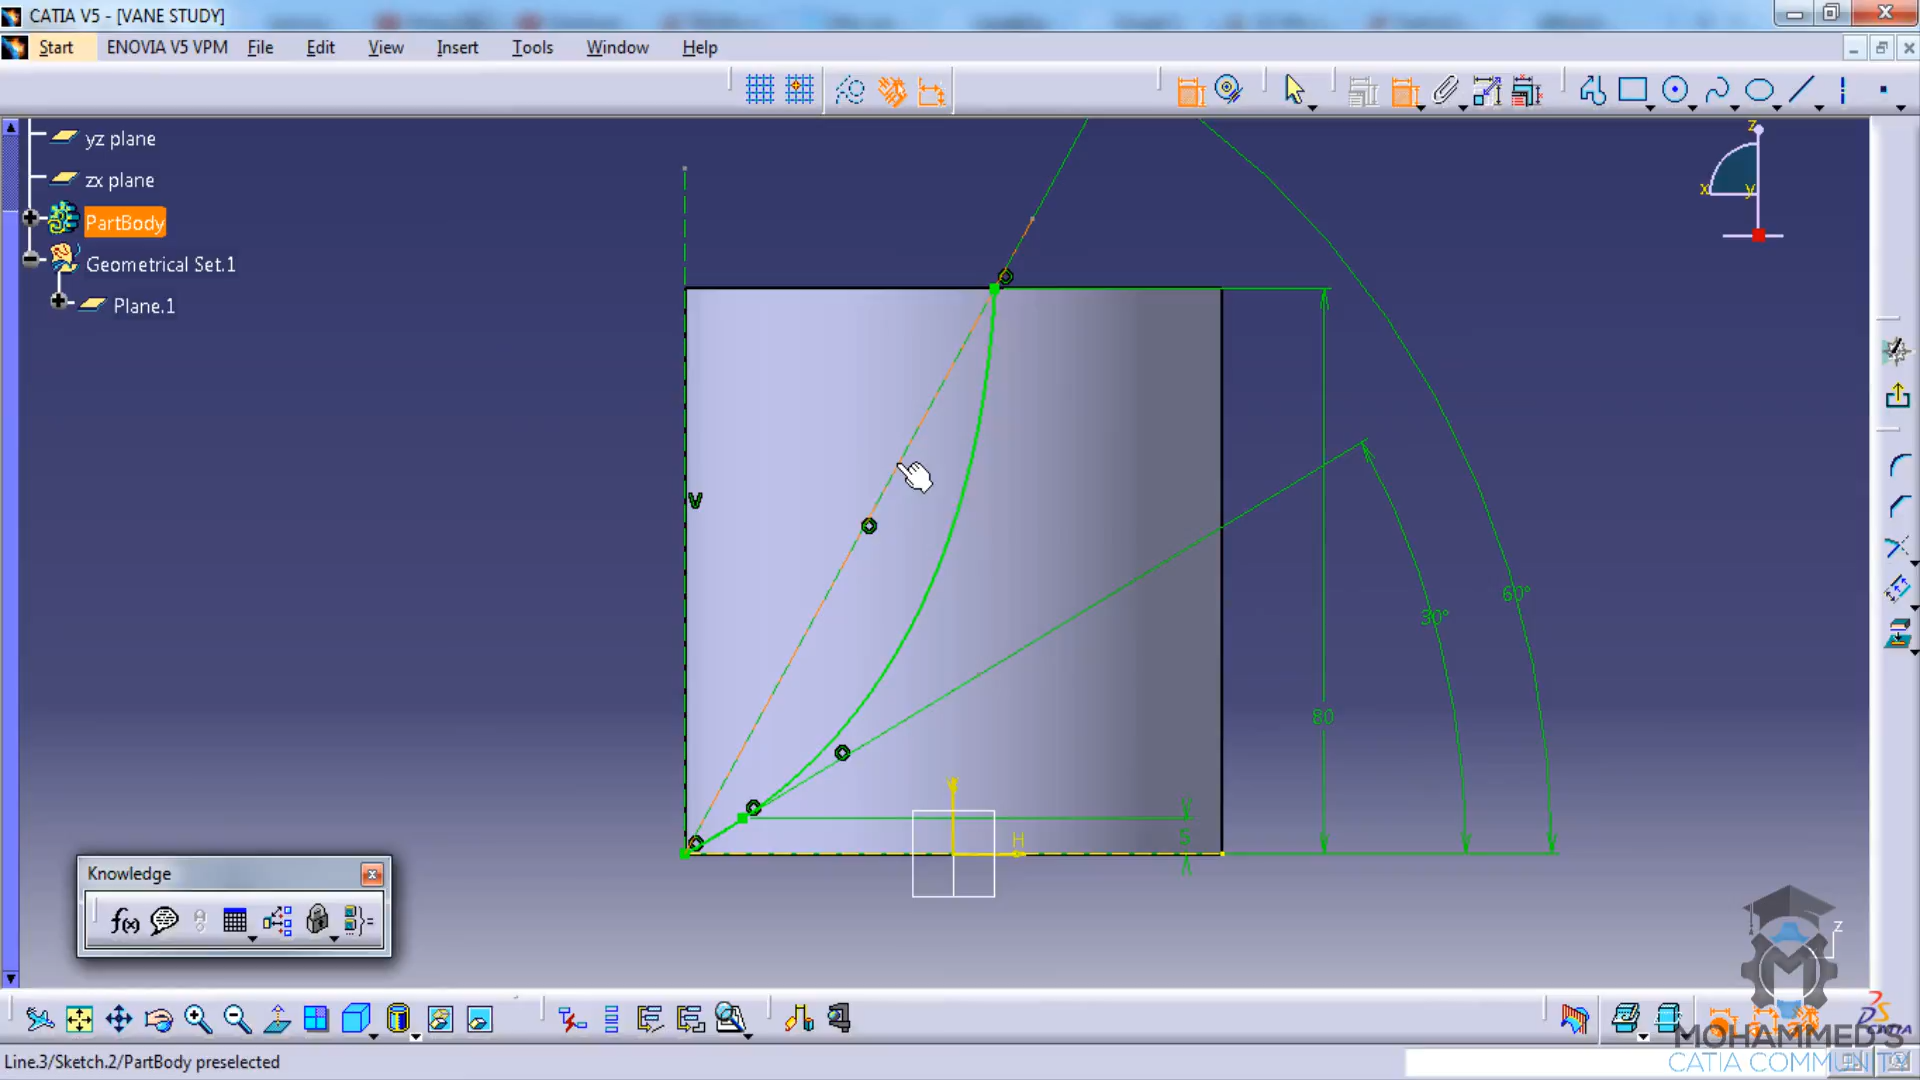 CATIA V5 - [VANE STUDY]
Start ENOVIA V5 VPM File Edit View Insert Tools Window Help
yz plane
zx plane
PartBody
Geometrical Set.1
Plane.1
z
x y
V
60°
30°
80
V
H
5
Knowledge
f(x)
z
MOHAMMED'S
CATIA COMMUNITY
CATIA
Line.3/Sketch.2/PartBody preselected